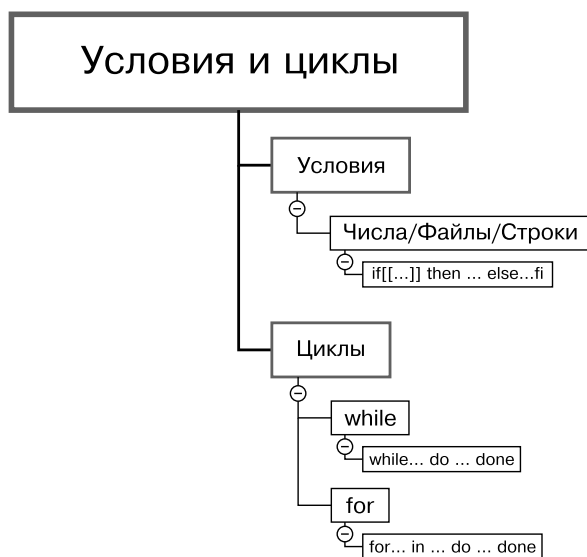 Условия и циклы
Условия
Числа/Файлы/Строки
if[[...]] then ... else...fi
Циклы
while
while... do ... done
for
for... in ... do ... done